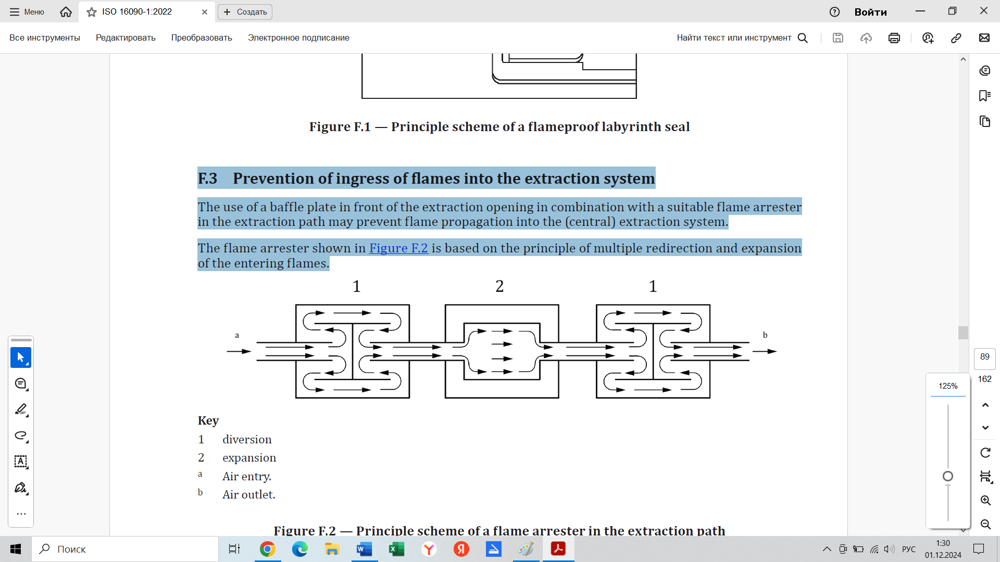 Меню
ISO 16090-1:2022
Создать
Войти
Все инструменты
Редактировать
Преобразовать
Электронное подписание
Найти текст или инструмент
Figure F.1 — Principle scheme of a flameproof labyrinth seal
F.3 Prevention of ingress of flames into the extraction system
The use of a baffle plate in front of the extraction opening in combination with a suitable flame arrester
in the extraction path may prevent flame propagation into the (central) extraction system.
The flame arrester shown in Figure F.2 is based on the principle of multiple redirection and expansion
of the entering flames.
1 2 1
a b
Key
1 diversion
2 expansion
a Air entry.
b Air outlet.
Figure F.2 — Principle scheme of a flame arrester in the extraction path
89
162
125%
Поиск
РУС
1:30
01.12.2024